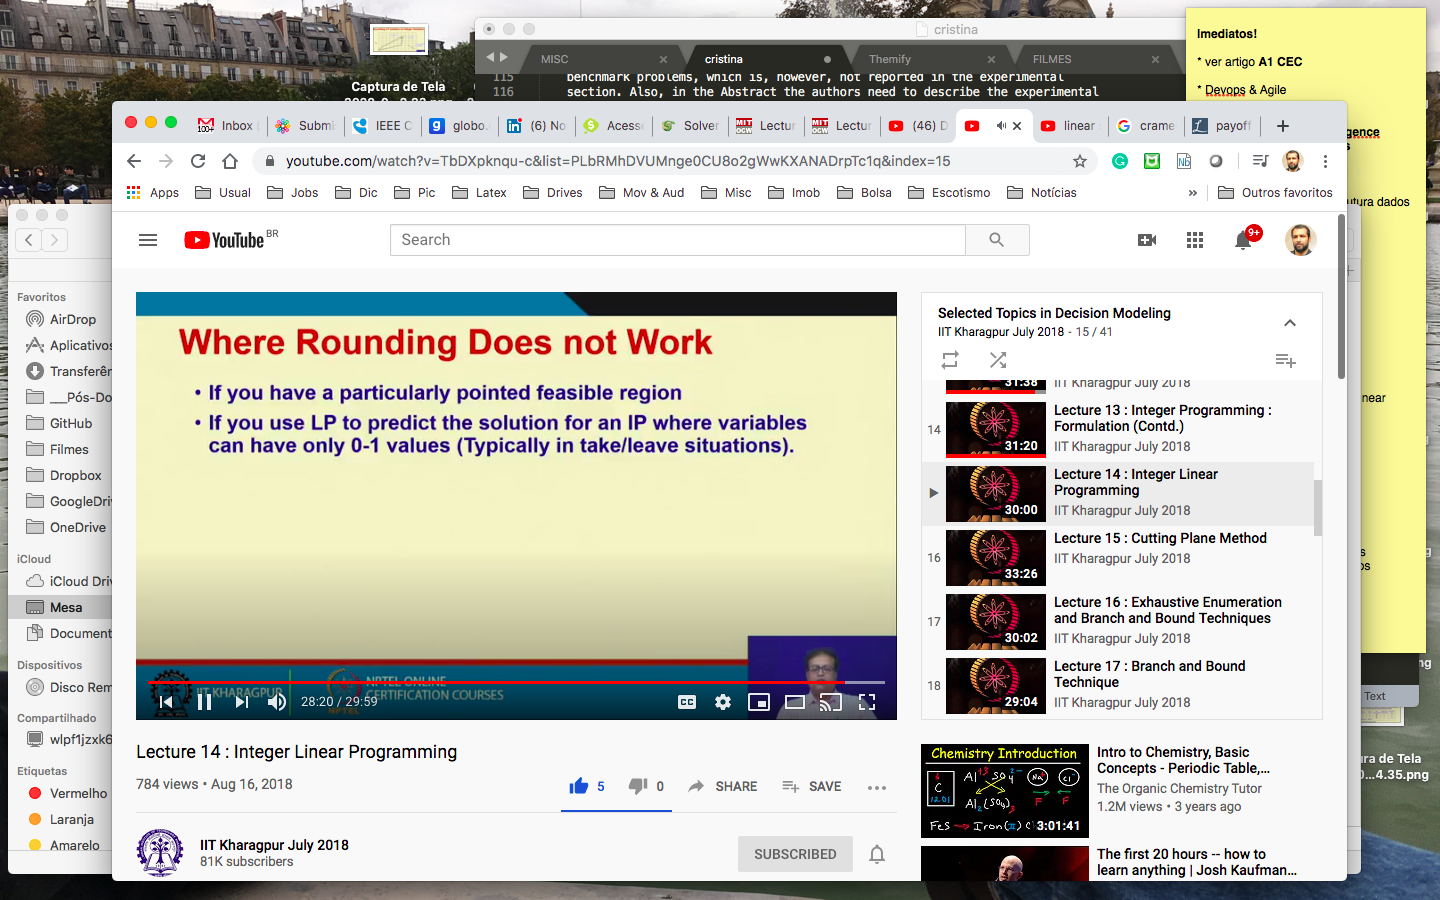 Captura de Tela
cristina
MISC
cristina
Themify
FILMES
115 benchmark problems, which is, however, not reported in the experimental
116 section. Also, in the Abstract the authors need to describe the experimental
Imediatos!
* ver artigo A1 CEC
* Devops & Agile
utura dados
near
Inbox
100+
Submi
IEEE C
globo.
(6) No
Acess
Solver
MIT OCW
Lectur
MIT OCW
Lectur
(46) D
linear
crame
payoff
youtube.com/watch?v=TbDXpknqu-c&list=PLbRMhDVUMnge0CU8o2gWwKXANADrpTc1q&index=15
Apps
Usual
Jobs
Dic
Pic
Latex
Drives
Mov & Aud
Misc
Imob
Bolsa
Escotismo
Notícias
»
Outros favoritos
YouTube BR
Search
9+
Favoritos
AirDrop
Aplicativos
Transferên
___Pós-Do
GitHub
Filmes
Dropbox
GoogleDri
OneDrive
iCloud
iCloud Dri
Mesa
Document
Dispositivos
Disco Rem
Compartilhado
wlpf1jzxk6
Etiquetas
Vermelho
Laranja
Amarelo
Where Rounding Does not Work
• If you have a particularly pointed feasible region
• If you use LP to predict the solution for an IP where variables
can have only 0-1 values (Typically in take/leave situations).
IIT KHARAGPUR
NPTEL
NPTEL ONLINE
CERTIFICATION COURSES
28:20 / 29:59
CC
Selected Topics in Decision Modeling
IIT Kharagpur July 2018 - 15 / 41
31:38
IIT Kharagpur July 2018
14
31:20
Lecture 13 : Integer Programming :
Formulation (Contd.)
IIT Kharagpur July 2018
30:00
Lecture 14 : Integer Linear
Programming
IIT Kharagpur July 2018
16
33:26
Lecture 15 : Cutting Plane Method
IIT Kharagpur July 2018
17
30:02
Lecture 16 : Exhaustive Enumeration
and Branch and Bound Techniques
IIT Kharagpur July 2018
18
29:04
Lecture 17 : Branch and Bound
Technique
IIT Kharagpur July 2018
Lecture 14 : Integer Linear Programming
784 views • Aug 16, 2018
5
0
SHARE
SAVE
IIT Kharagpur July 2018
81K subscribers
SUBSCRIBED
Chemistry Introduction
3:01:41
Intro to Chemistry, Basic
Concepts - Periodic Table,...
The Organic Chemistry Tutor
1.2M views • 3 years ago
The first 20 hours -- how to
learn anything | Josh Kaufman...
Text
ra de Tela
0...4.35.png